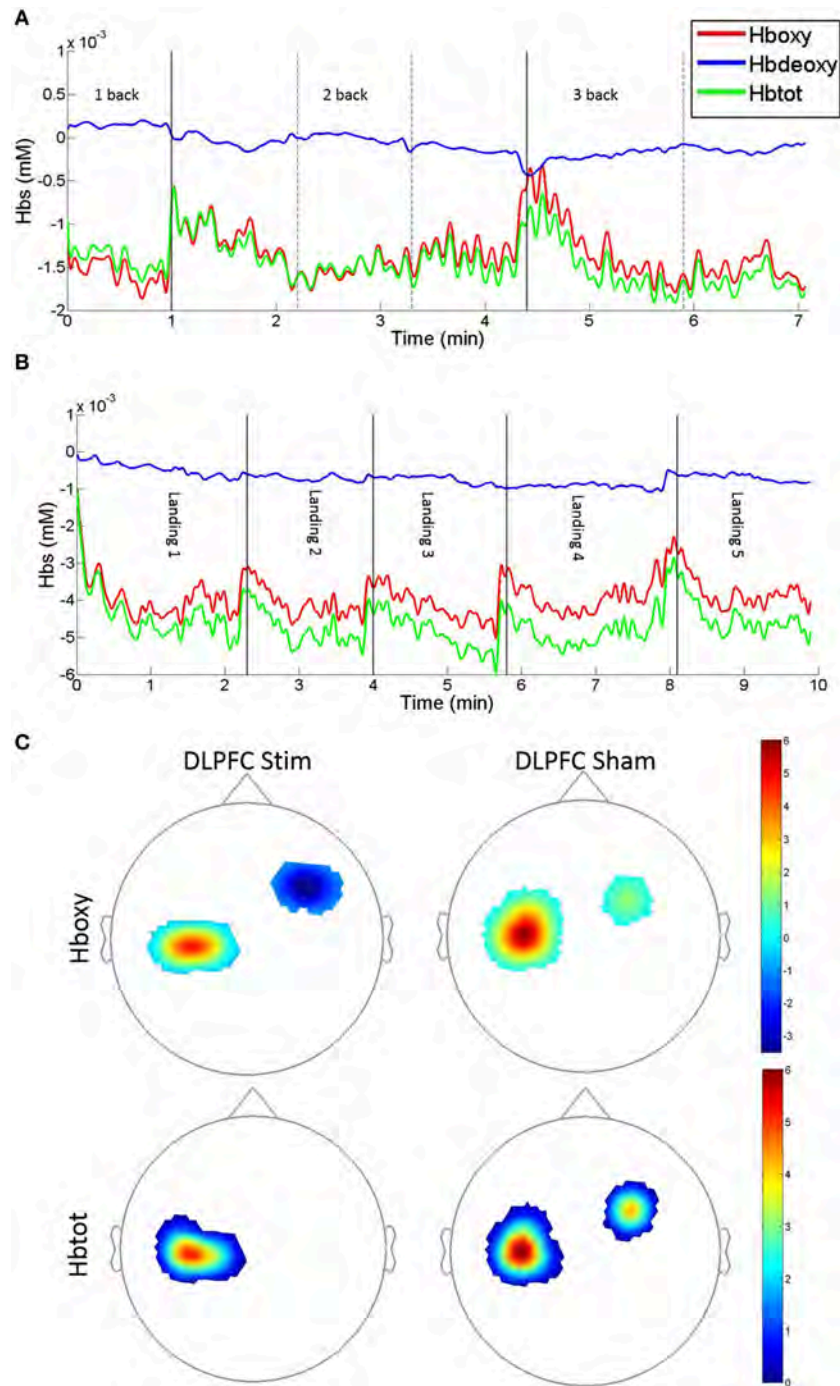 A
x 10^-3
1
0.5
0
-0.5
-1
-1.5
-2
Hbs (mM)
1 back
2 back
3 back
Hboxy
Hbdeoxy
Hbtot
0 1 2 3 4 5 6 7
Time (min)
B
x 10^-3
1
0
-1
-3
-4
-5
-6
Hbs (mM)
Landing 1
Landing 2
Landing 3
Landing 4
Landing 5
0 1 2 3 4 5 6 7 8 9 10
Time (min)
C
DLPFC Stim
DLPFC Sham
Hboxy
6
5
4
3
2
1
0
-1
-2
-3
Hbtot
6
5
4
3
2
1
0